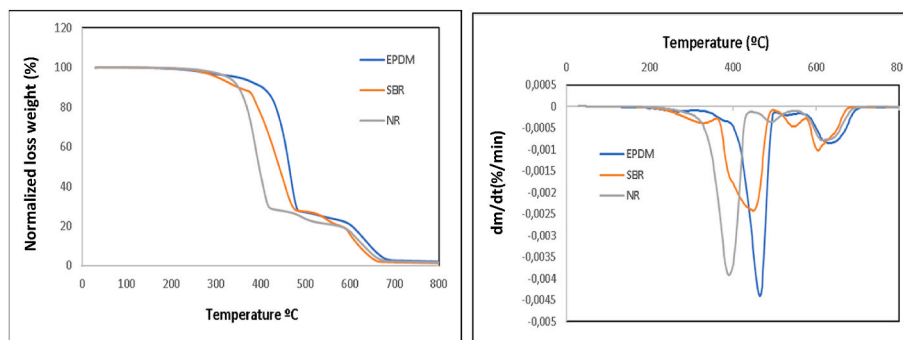 120
100
80
60
40
20
0
Normalized loss weight (%)
EPDM
SBR
NR
0 100 200 300 400 500 600 700 800
Temperature ºC
Temperature (ºC)
0 200 400 600 80
0,0005
0
-0,0005
-0,001
-0,0015
-0,002
-0,0025
-0,003
-0,0035
-0,004
-0,0045
-0,005
dm/dt(%/min)
EPDM
SBR
NR